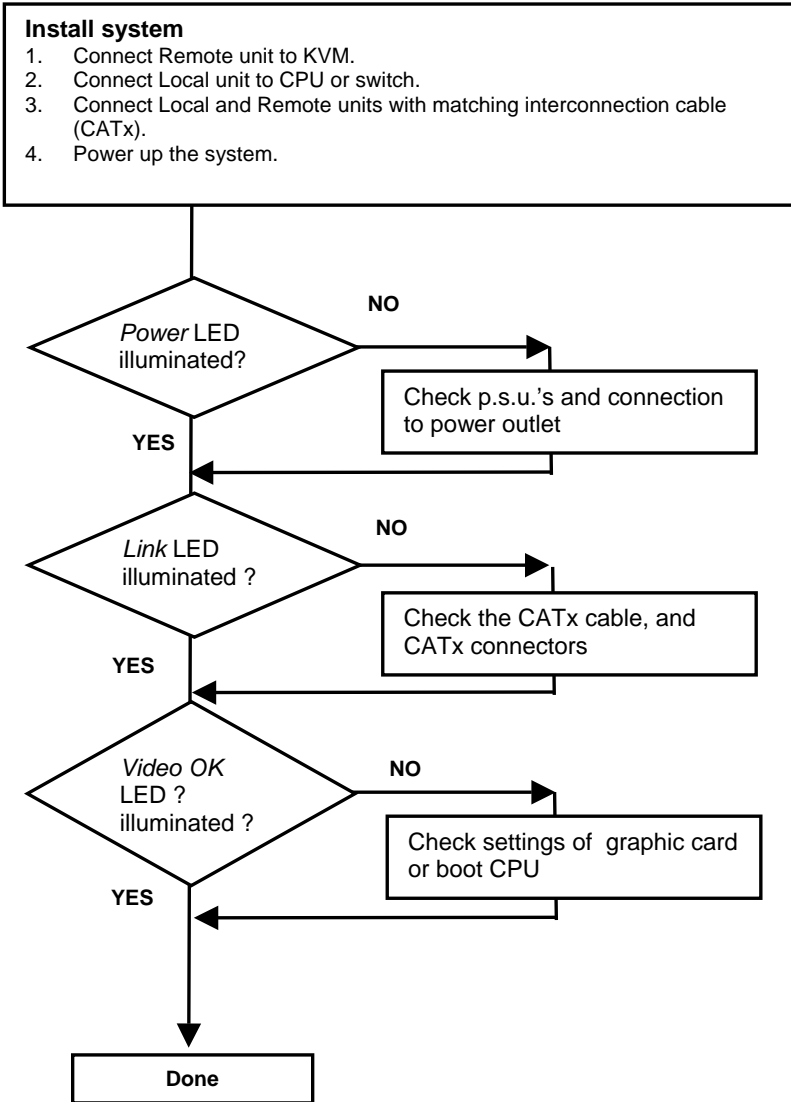 Install system
1. Connect Remote unit to KVM.
2. Connect Local unit to CPU or switch.
3. Connect Local and Remote units with matching interconnection cable
(CATx).
4. Power up the system.
NO
Power LED
illuminated?
Check p.s.u.'s and connection
to power outlet
YES
NO
Link LED
illuminated ?
Check the CATx cable, and
CATx connectors
YES
Video OK
LED ?
illuminated ?
NO
Check settings of  graphic card
or boot CPU
YES
Done